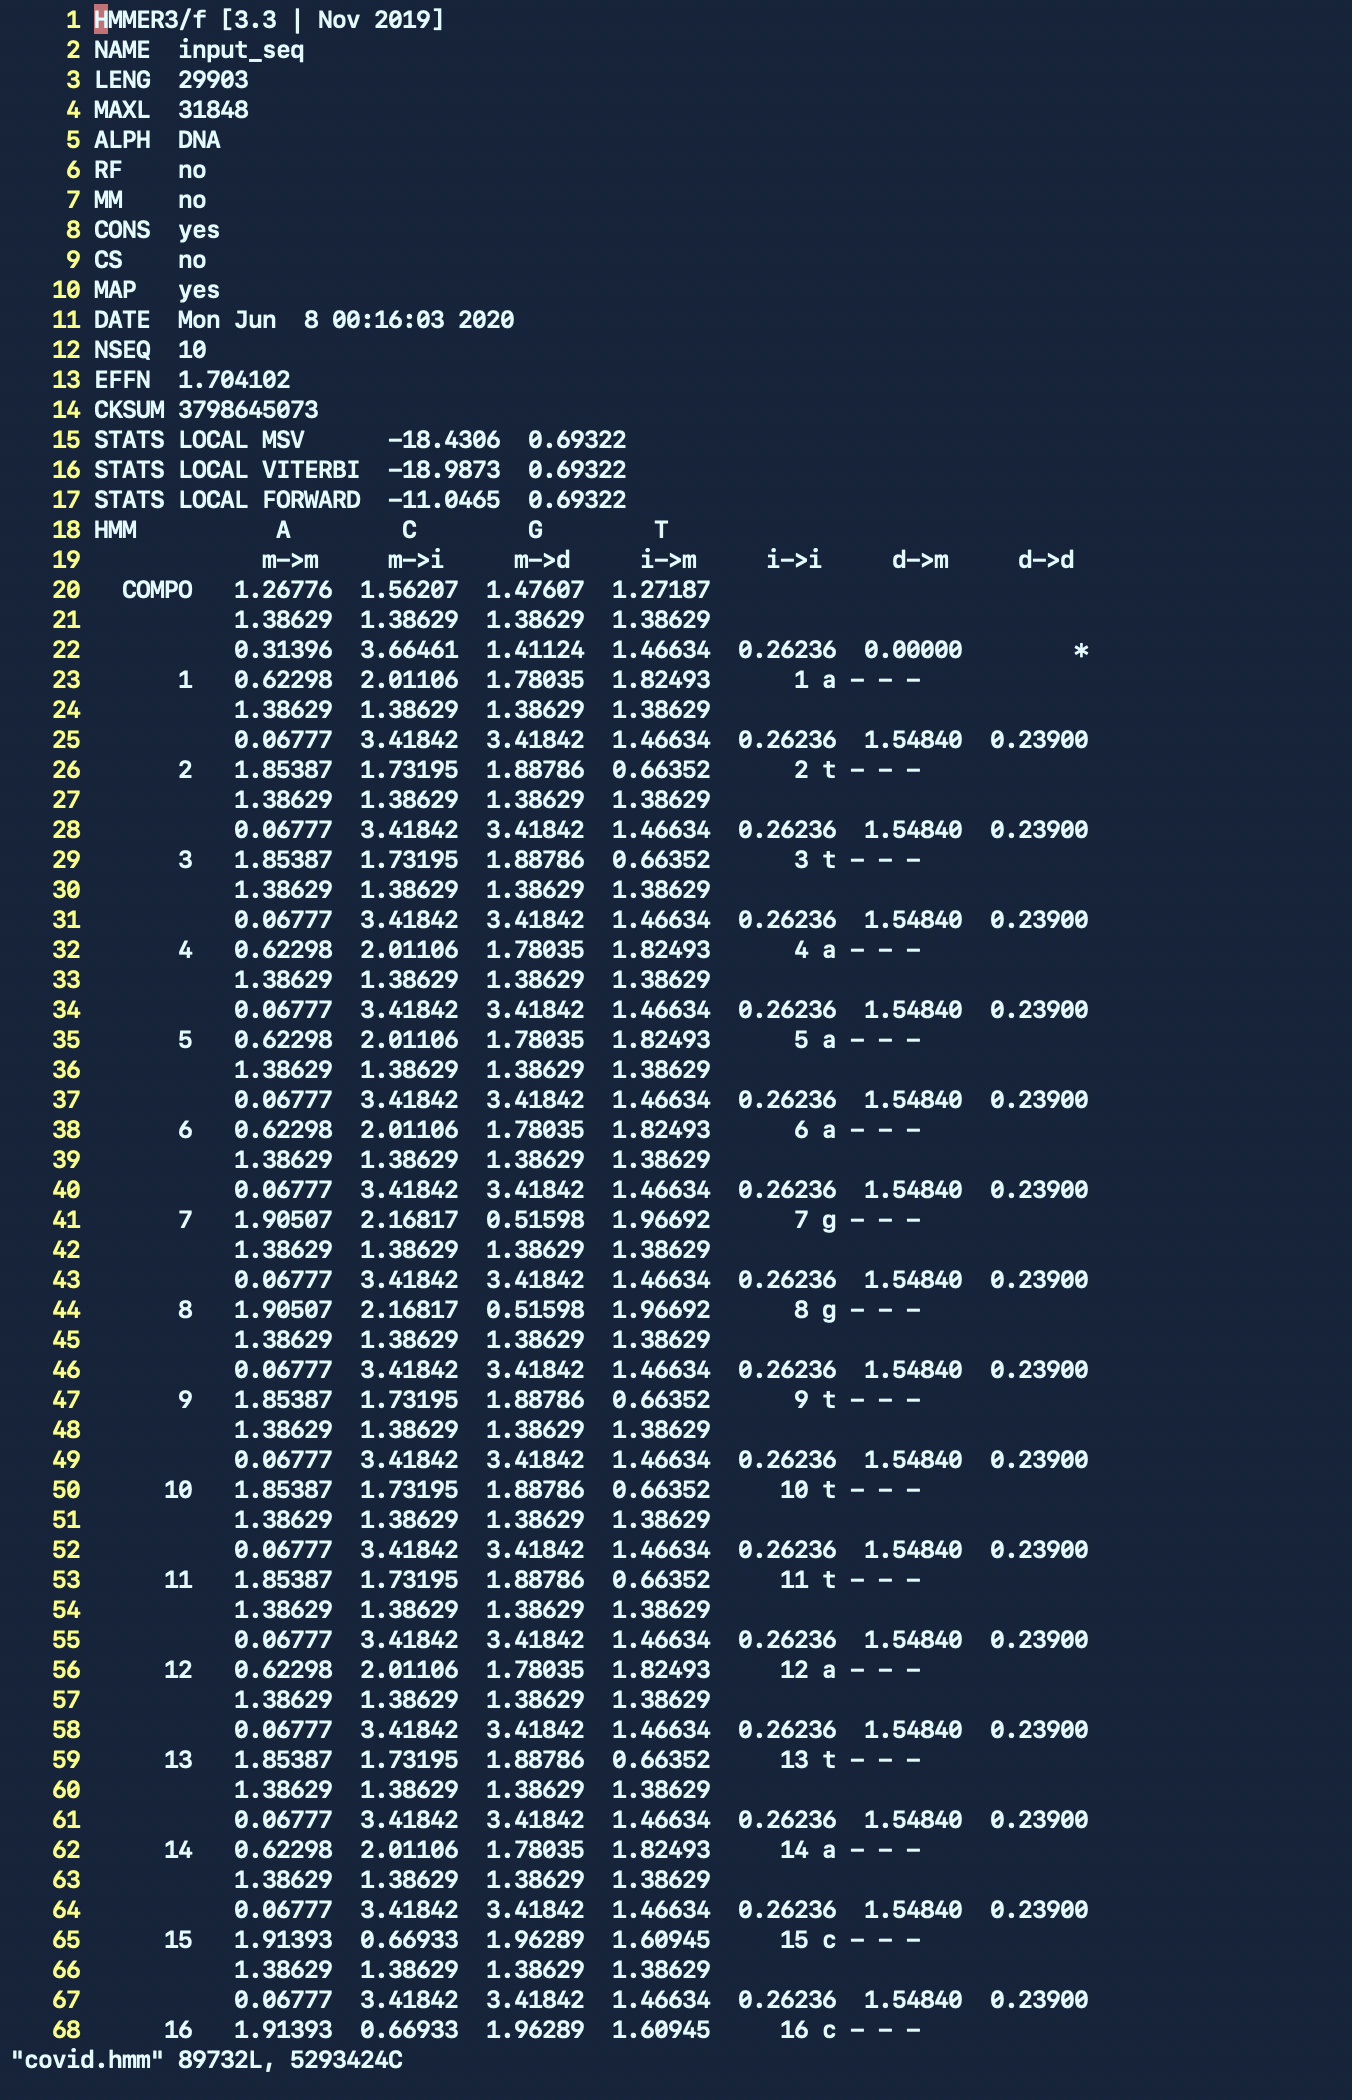 1 HMMER3/f [3.3 | Nov 2019]
2 NAME  input_seq
3 LENG  29903
4 MAXL  31848
5 ALPH  DNA
6 RF    no
7 MM    no
8 CONS  yes
9 CS    no
10 MAP   yes
11 DATE  Mon Jun  8 00:16:03 2020
12 NSEQ  10
13 EFFN  1.704102
14 CKSUM 3798645073
15 STATS LOCAL MSV      -18.4306  0.69322
16 STATS LOCAL VITERBI  -18.9873  0.69322
17 STATS LOCAL FORWARD  -11.0465  0.69322
18 HMM          A        C        G        T
19             m->m     m->i     m->d     i->m     i->i     d->m     d->d
20   COMPO   1.26776  1.56207  1.47607  1.27187
21           1.38629  1.38629  1.38629  1.38629
22           0.31396  3.66461  1.41124  1.46634  0.26236  0.00000        *
23       1   0.62298  2.01106  1.78035  1.82493      1 a - - -
24           1.38629  1.38629  1.38629  1.38629
25           0.06777  3.41842  3.41842  1.46634  0.26236  1.54840  0.23900
26       2   1.85387  1.73195  1.88786  0.66352      2 t - - -
27           1.38629  1.38629  1.38629  1.38629
28           0.06777  3.41842  3.41842  1.46634  0.26236  1.54840  0.23900
29       3   1.85387  1.73195  1.88786  0.66352      3 t - - -
30           1.38629  1.38629  1.38629  1.38629
31           0.06777  3.41842  3.41842  1.46634  0.26236  1.54840  0.23900
32       4   0.62298  2.01106  1.78035  1.82493      4 a - - -
33           1.38629  1.38629  1.38629  1.38629
34           0.06777  3.41842  3.41842  1.46634  0.26236  1.54840  0.23900
35       5   0.62298  2.01106  1.78035  1.82493      5 a - - -
36           1.38629  1.38629  1.38629  1.38629
37           0.06777  3.41842  3.41842  1.46634  0.26236  1.54840  0.23900
38       6   0.62298  2.01106  1.78035  1.82493      6 a - - -
39           1.38629  1.38629  1.38629  1.38629
40           0.06777  3.41842  3.41842  1.46634  0.26236  1.54840  0.23900
41       7   1.90507  2.16817  0.51598  1.96692      7 g - - -
42           1.38629  1.38629  1.38629  1.38629
43           0.06777  3.41842  3.41842  1.46634  0.26236  1.54840  0.23900
44       8   1.90507  2.16817  0.51598  1.96692      8 g - - -
45           1.38629  1.38629  1.38629  1.38629
46           0.06777  3.41842  3.41842  1.46634  0.26236  1.54840  0.23900
47       9   1.85387  1.73195  1.88786  0.66352      9 t - - -
48           1.38629  1.38629  1.38629  1.38629
49           0.06777  3.41842  3.41842  1.46634  0.26236  1.54840  0.23900
50      10   1.85387  1.73195  1.88786  0.66352     10 t - - -
51           1.38629  1.38629  1.38629  1.38629
52           0.06777  3.41842  3.41842  1.46634  0.26236  1.54840  0.23900
53      11   1.85387  1.73195  1.88786  0.66352     11 t - - -
54           1.38629  1.38629  1.38629  1.38629
55           0.06777  3.41842  3.41842  1.46634  0.26236  1.54840  0.23900
56      12   0.62298  2.01106  1.78035  1.82493     12 a - - -
57           1.38629  1.38629  1.38629  1.38629
58           0.06777  3.41842  3.41842  1.46634  0.26236  1.54840  0.23900
59      13   1.85387  1.73195  1.88786  0.66352     13 t - - -
60           1.38629  1.38629  1.38629  1.38629
61           0.06777  3.41842  3.41842  1.46634  0.26236  1.54840  0.23900
62      14   0.62298  2.01106  1.78035  1.82493     14 a - - -
63           1.38629  1.38629  1.38629  1.38629
64           0.06777  3.41842  3.41842  1.46634  0.26236  1.54840  0.23900
65      15   1.91393  0.66933  1.96289  1.60945     15 c - - -
66           1.38629  1.38629  1.38629  1.38629
67           0.06777  3.41842  3.41842  1.46634  0.26236  1.54840  0.23900
68      16   1.91393  0.66933  1.96289  1.60945     16 c - - -
"covid.hmm" 89732L, 5293424C